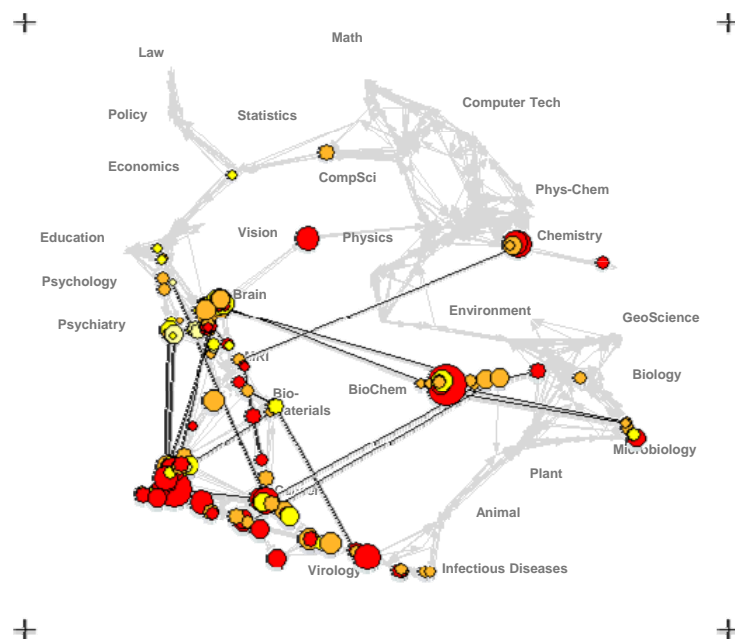 Math
Law
Computer Tech
Policy
Statistics
Economics
CompSci
Phys-Chem
Education
Vision
Physics
Chemistry
Psychology
Brain
Environment
GeoScience
Psychiatry
BioChem
Biology
Bio-
Materials
Microbiology
Plant
Animal
Virology
Infectious Diseases